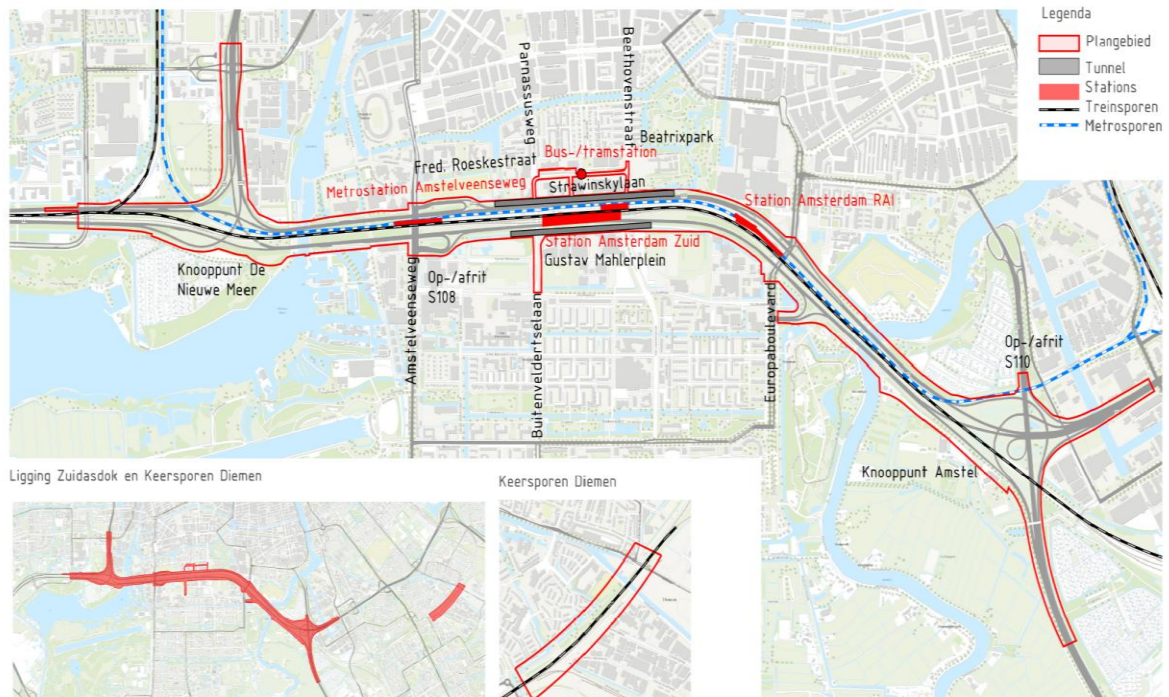 Legenda
Plangebied
Tunnel
Stations
Treinsporen
Metrosporen
Parnassusweg
Beethovenstraat
Beatrixpark
Bus-/tramstation
Fred. Roeskestraat
Strawinskylaan
Metrostation Amstelveenseweg
Station Amsterdam RAI
Station Amsterdam Zuid
Gustav Mahlerplein
Knooppunt De
Nieuwe Meer
Op-/afrit
S108
Amstelveenseweg
Buitenveldertselaan
Europaboulevard
Op-/afrit
S110
Knooppunt Amstel
Ligging Zuidasdok en Keersporen Diemen
Keersporen Diemen